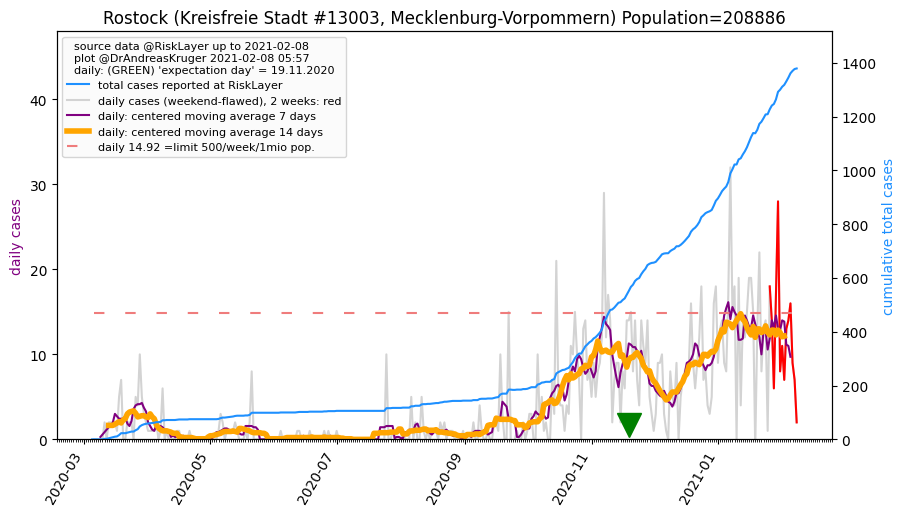 Rostock (Kreisfreie Stadt #13003, Mecklenburg-Vorpommern) Population=208886
source data @RiskLayer up to 2021-02-08
plot @DrAndreasKruger 2021-02-08 05:57
daily: (GREEN) 'expectation day' = 19.11.2020
total cases reported at RiskLayer
daily cases (weekend-flawed), 2 weeks: red
daily: centered moving average 7 days
daily: centered moving average 14 days
daily 14.92 =limit 500/week/1mio pop.
daily cases
40
30
20
10
0
cumulative total cases
1400
1200
1000
800
600
400
200
0
2020-03
2020-05
2020-07
2020-09
2020-11
2021-01